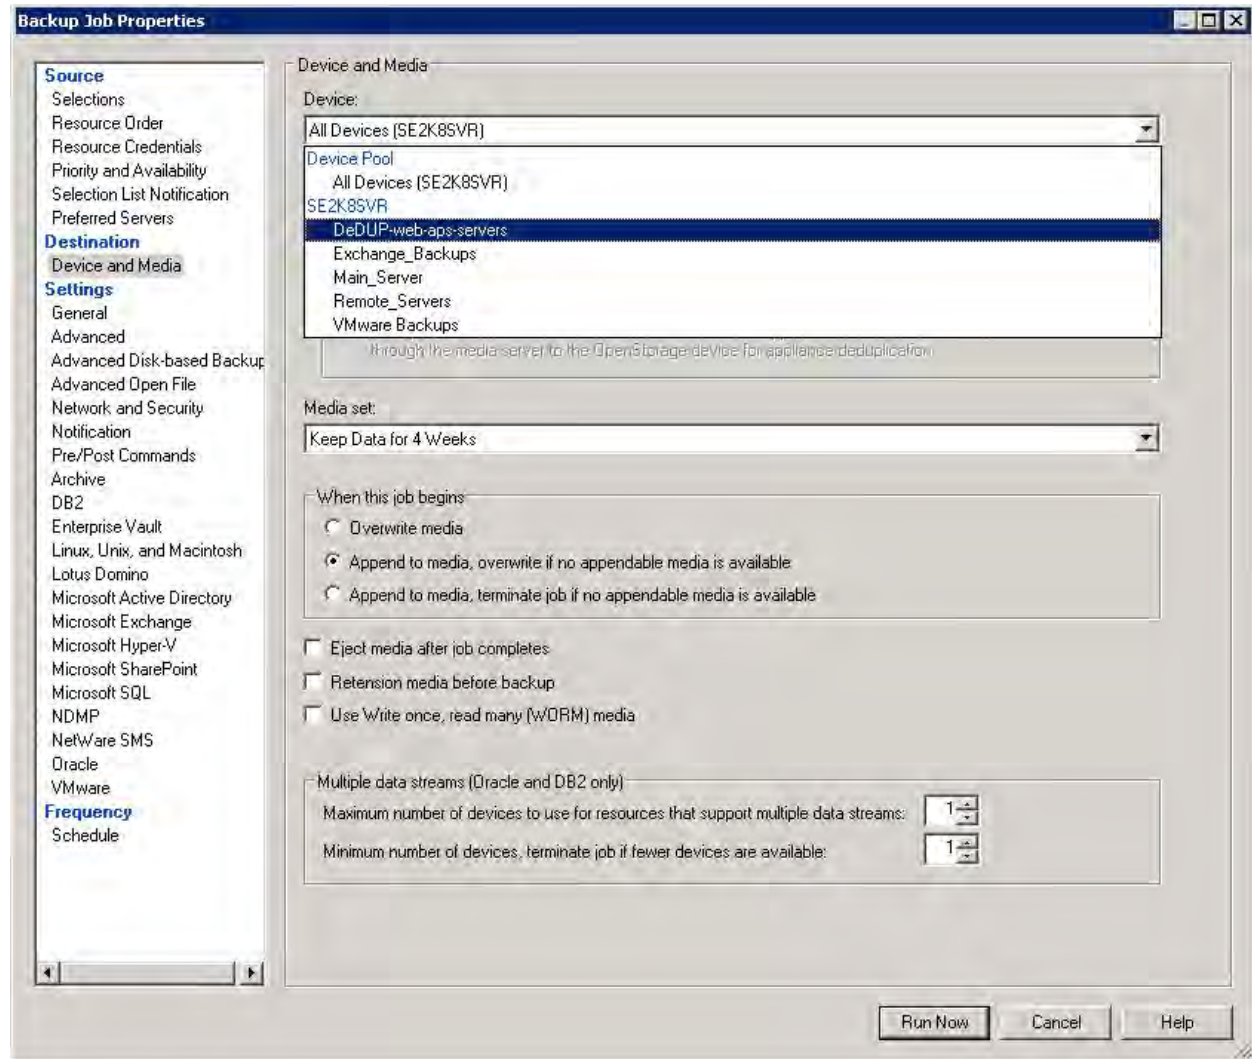 Backup Job Properties
Source
Selections
Resource Order
Resource Credentials
Priority and Availability
Selection List Notification
Preferred Servers
Destination
Device and Media
Settings
General
Advanced
Advanced Disk-based Backup
Advanced Open File
Network and Security
Notification
Pre/Post Commands
Archive
DB2
Enterprise Vault
Linux, Unix, and Macintosh
Lotus Domino
Microsoft Active Directory
Microsoft Exchange
Microsoft Hyper-V
Microsoft SharePoint
Microsoft SQL
NDMP
NetWare SMS
Oracle
VMware
Frequency
Schedule
Device and Media
Device:
All Devices (SE2K8SVR)
Device Pool
All Devices (SE2K8SVR)
SE2K8SVR
DeDUP-web-aps-servers
Exchange_Backups
Main_Server
Remote_Servers
VMware Backups
through the media server to the OpenStorage device for appliance deduplication
Media set:
Keep Data for 4 Weeks
When this job begins
Overwrite media
Append to media, overwrite if no appendable media is available
Append to media, terminate job if no appendable media is available
Eject media after job completes
Retension media before backup
Use Write once, read many (WORM) media
Multiple data streams (Oracle and DB2 only)
Maximum number of devices to use for resources that support multiple data streams: 1
Minimum number of devices, terminate job if fewer devices are available: 1
Run Now
Cancel
Help